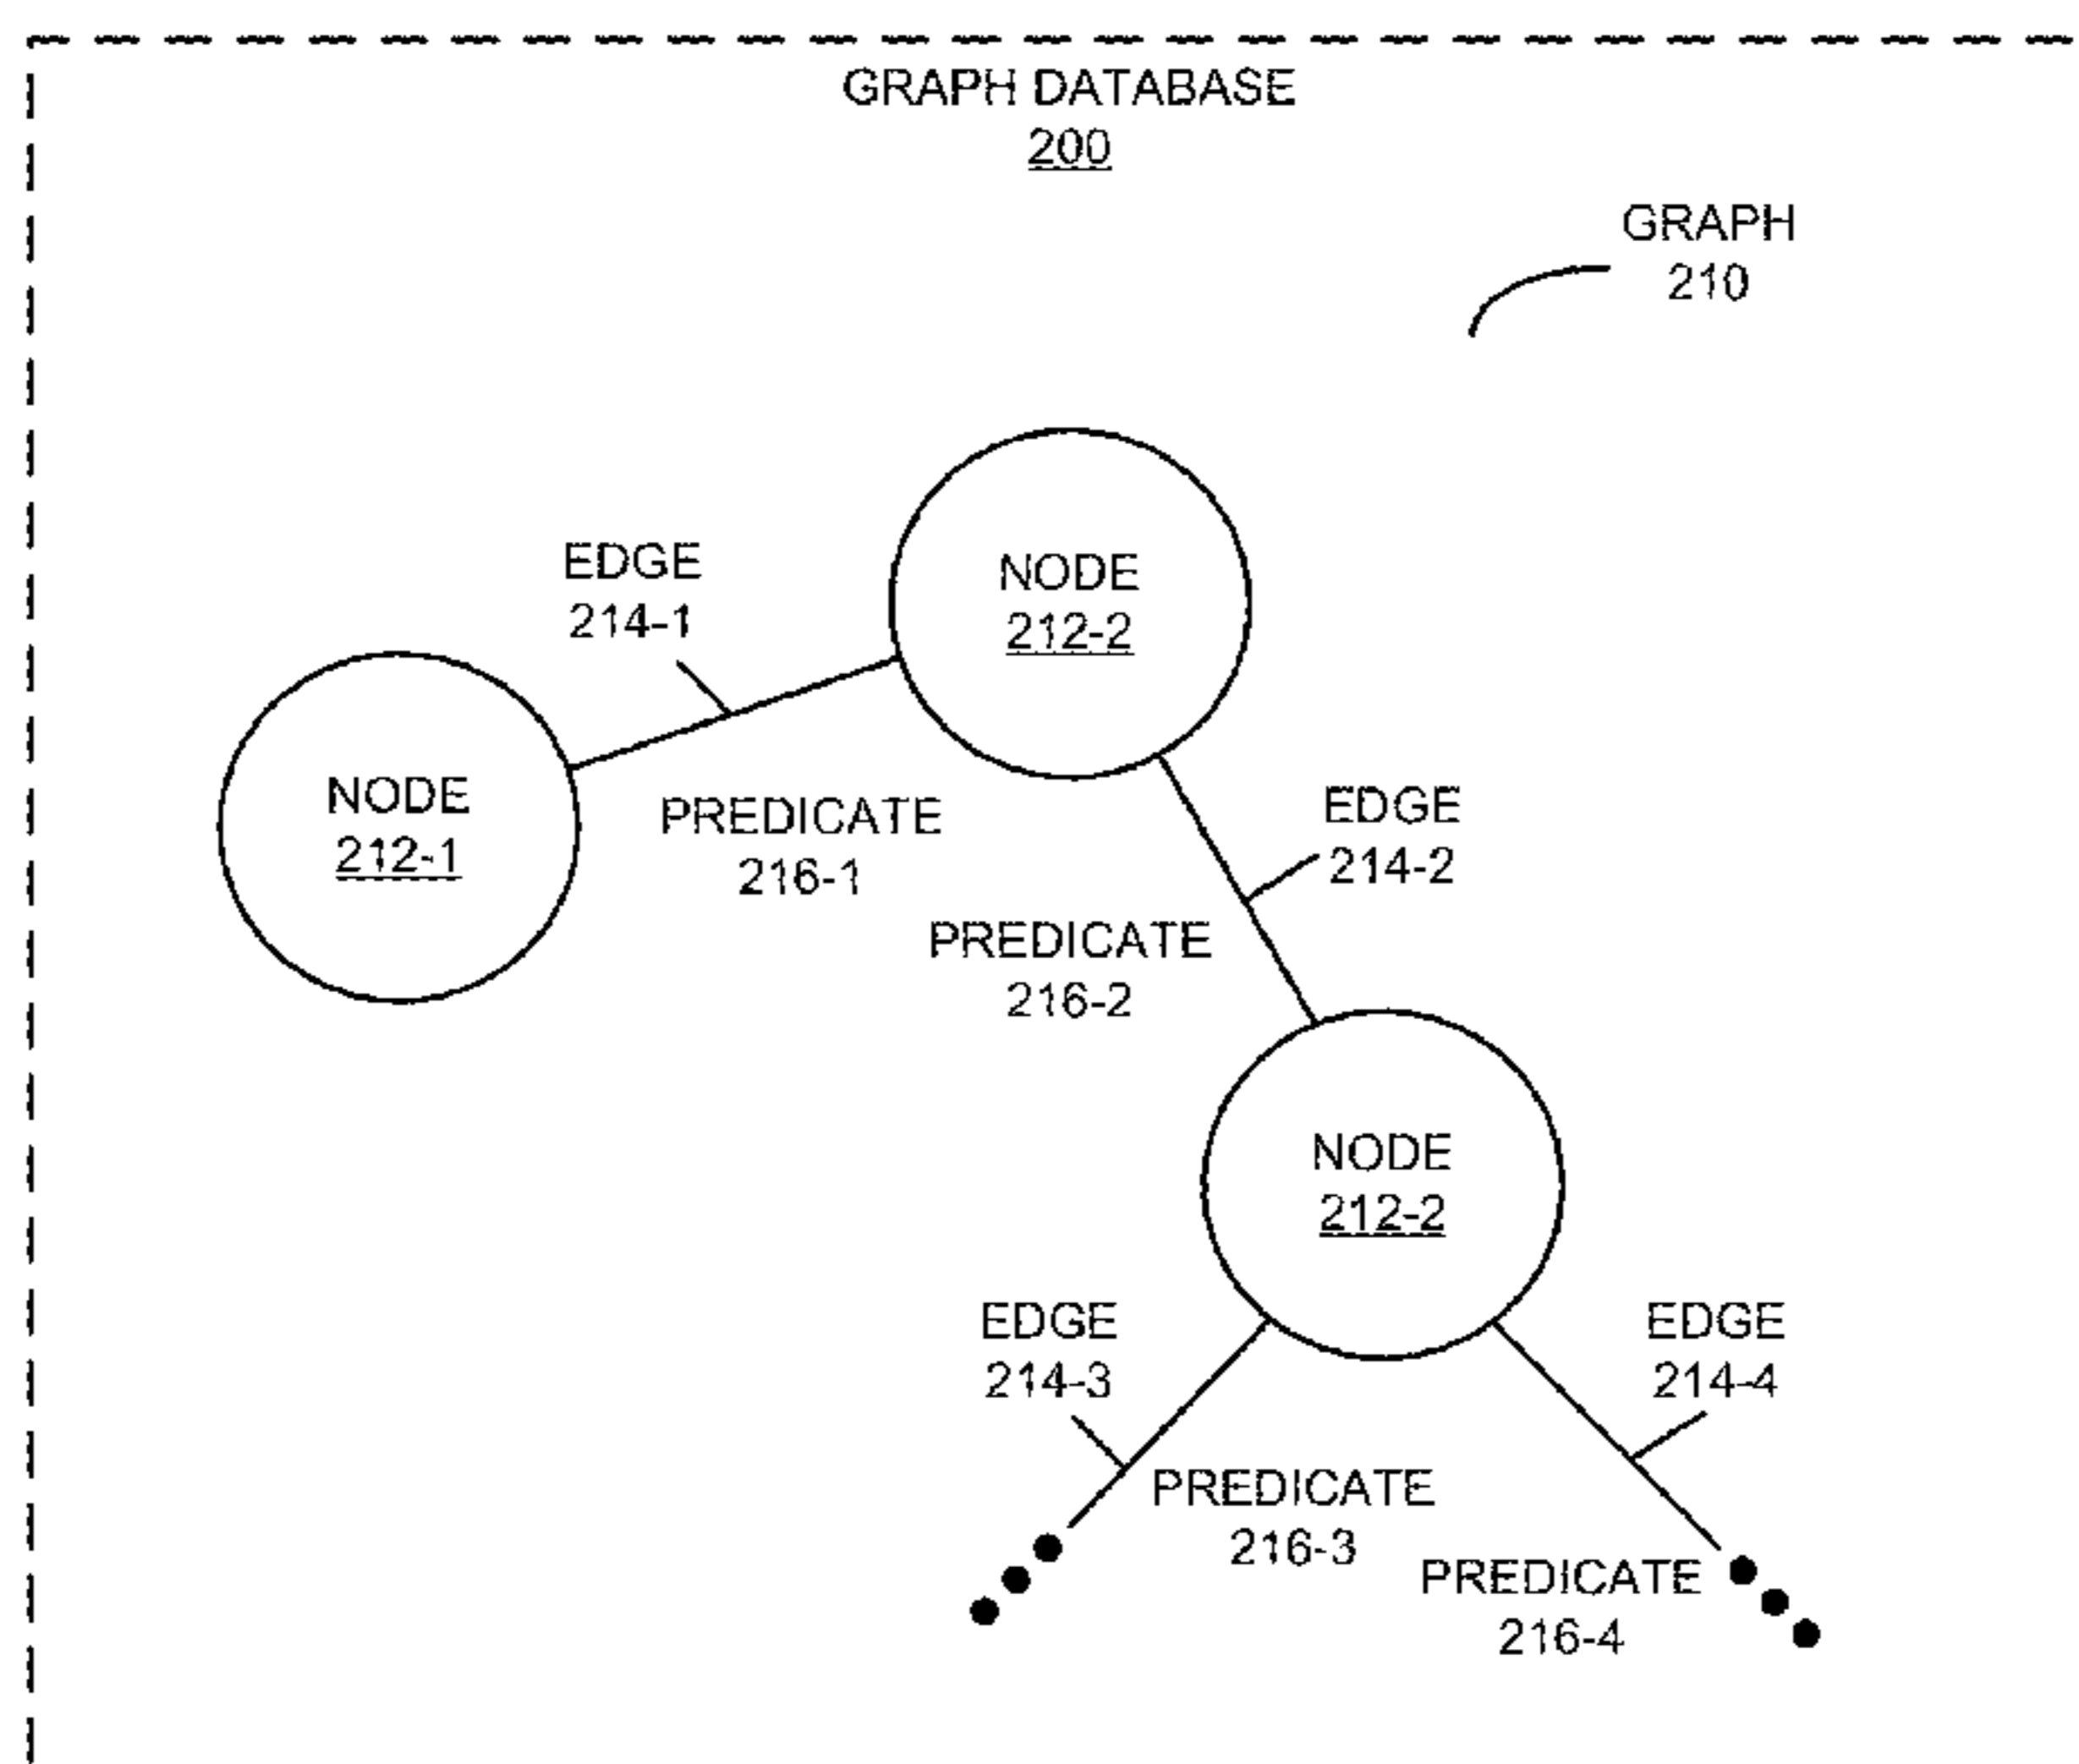 GRAPH DATABASE
200
GRAPH
210
EDGE
214-1
NODE
212-2
NODE
212-1
PREDICATE
216-1
EDGE
214-2
PREDICATE
216-2
NODE
212-2
EDGE
214-3
EDGE
214-4
PREDICATE
216-3
PREDICATE
216-4